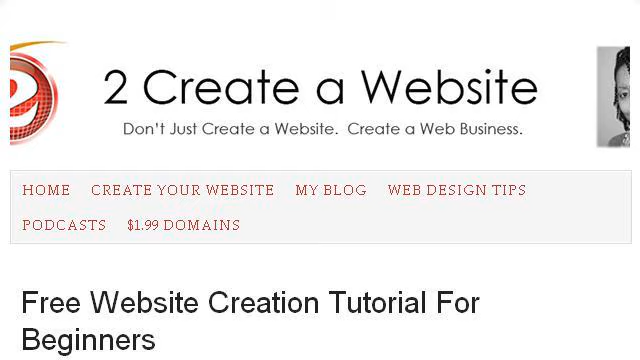 2 Create a Website
Don't Just Create a Website. Create a Web Business.
HOME CREATE YOUR WEBSITE MY BLOG WEB DESIGN TIPS
PODCASTS $1.99 DOMAINS
Free Website Creation Tutorial For
Beginners